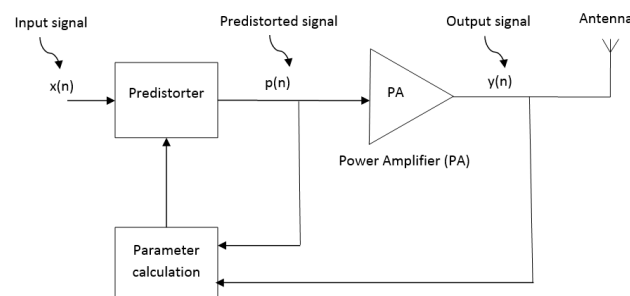 Input signal
Predistorted signal
Output signal
Antenna
x(n)
Predistorter
p(n)
PA
y(n)
Power Amplifier (PA)
Parameter
calculation